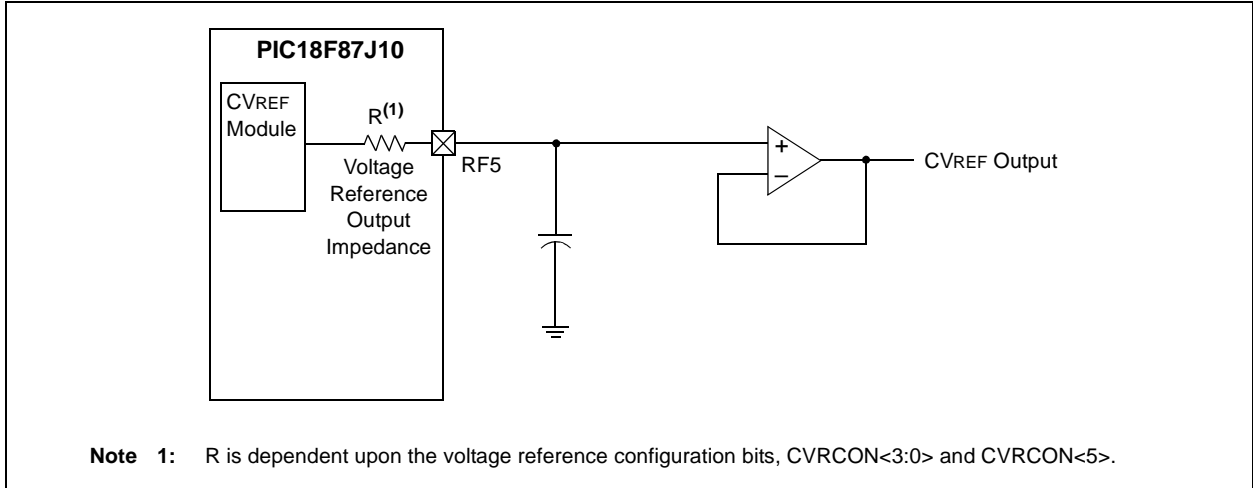 PIC18F87J10
CVREF
Module
R(1)
Voltage
Reference
Output
Impedance
RF5
+
–
CVREF Output
Note 1: R is dependent upon the voltage reference configuration bits, CVRCON<3:0> and CVRCON<5>.